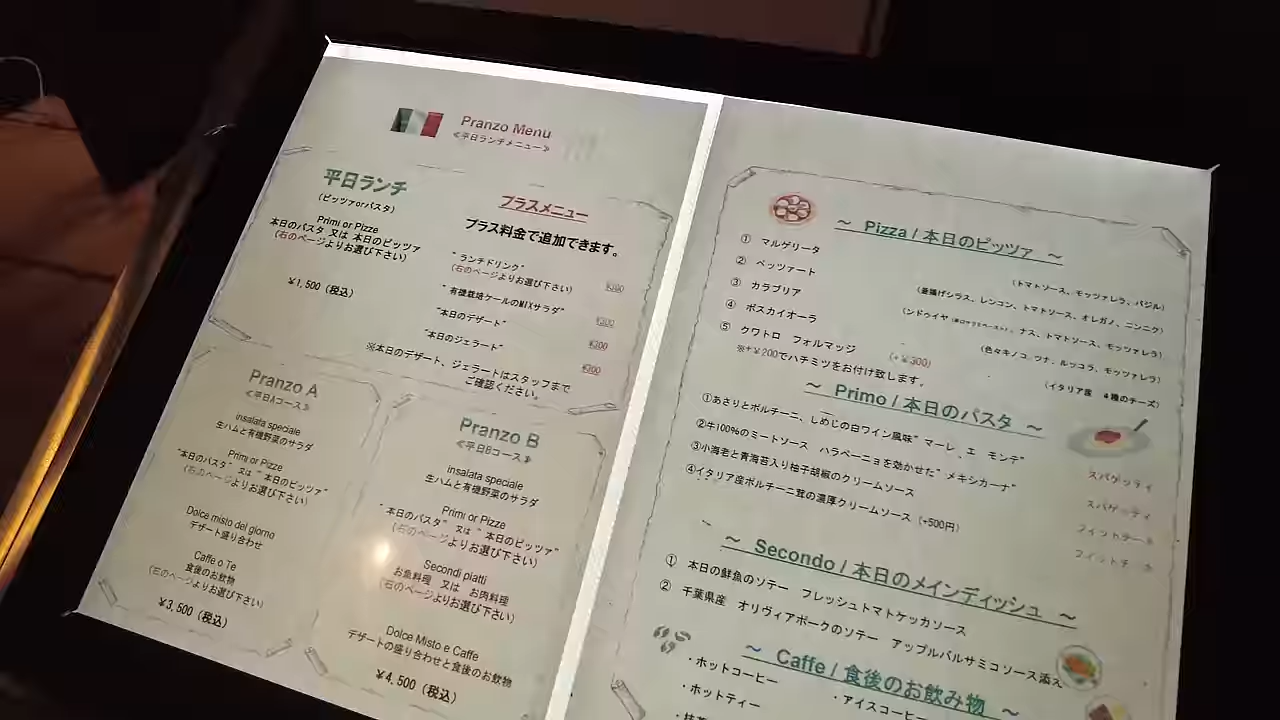 Pranzo Menu
≪平日ランチメニュー≫
平日ランチ
(ピッツァorパスタ)
Primi or Pizze
本日のパスタ 又は 本日のピッツァ
(右のページよりお選び下さい)
¥1,500 (税込)
プラスメニュー
プラス料金で追加できます。
"ランチドリンク"
(右のページよりお選び下さい)
¥300
"有機栽培ケールのMIXサラダ"
¥300
"本日のデザート"
¥300
"本日のジェラート"
¥300
※本日のデザート、ジェラートはスタッフまで
ご確認ください。
Pranzo A
≪平日Aコース≫
insalata speciale
生ハムと有機野菜のサラダ
Primi or Pizze
"本日のパスタ" 又は "本日のピッツァ"
(右のページよりお選び下さい)
Dolce misto del giorno
デザート盛り合わせ
Caffe o Te
食後のお飲物
(右のページよりお選び下さい)
¥3,500 (税込)
Pranzo B
≪平日Bコース≫
insalata speciale
生ハムと有機野菜のサラダ
Primi or Pizze
"本日のパスタ" 又は "本日のピッツァ"
(右のページよりお選び下さい)
Secondi piatti
お魚料理 又は お肉料理
(右のページよりお選び下さい)
Dolce Misto e Caffe
デザートの盛り合わせと食後のお飲物
¥4,500 (税込)
～ Pizza / 本日のピッツァ ～
① マルゲリータ
(トマトソース、モッツァレラ、バジル)
② ペッツァート
(釜揚げシラス、レンコン、トマトソース、オレガノ、ニンニク)
③ カラブリア
ナス、トマトソース、モッツァレラ)
④ ボスカイオーラ
(色々キノコ、ツナ、ルッコラ、モッツァレラ)
⑤ クワトロ フォルマッジ (+¥300)
(イタリア産 4種のチーズ)
※+¥200でハチミツをお付け致します。
～ Primo / 本日のパスタ ～
①あさりとポルチーニ、しめじの白ワイン風味"マーレ エ モンテ"
スパゲッティ
②牛100%のミートソース ハラペーニョを効かせた"メキシカーナ"
スパゲッティ
③小海老と青海苔入り柚子胡椒のクリームソース
④イタリア産ポルチーニ茸の濃厚クリームソース (+500円)
～ Secondo / 本日のメインディッシュ ～
① 本日の鮮魚のソテー フレッシュトマトケッカソース
② 千葉県産 オリヴィアポークのソテー アップルバルサミコソース添え
～ Caffe / 食後のお飲み物 ～
・ホットコーヒー
・アイスコーヒー
・ホットティー